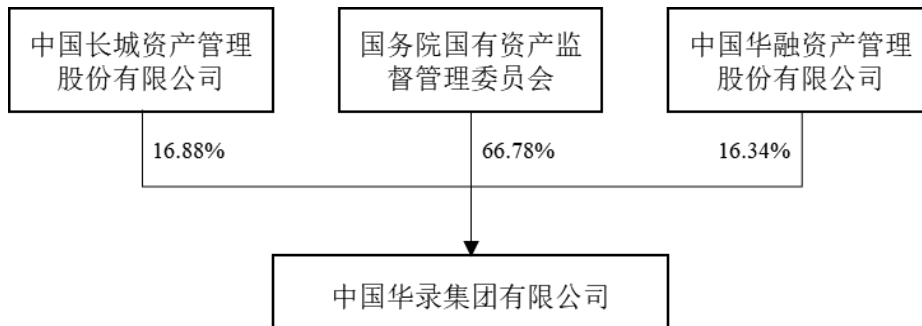 中国长城资产管理
股份有限公司
国务院国有资产监
督管理委员会
中国华融资产管理
股份有限公司
16.88%
66.78%
16.34%
中国华录集团有限公司